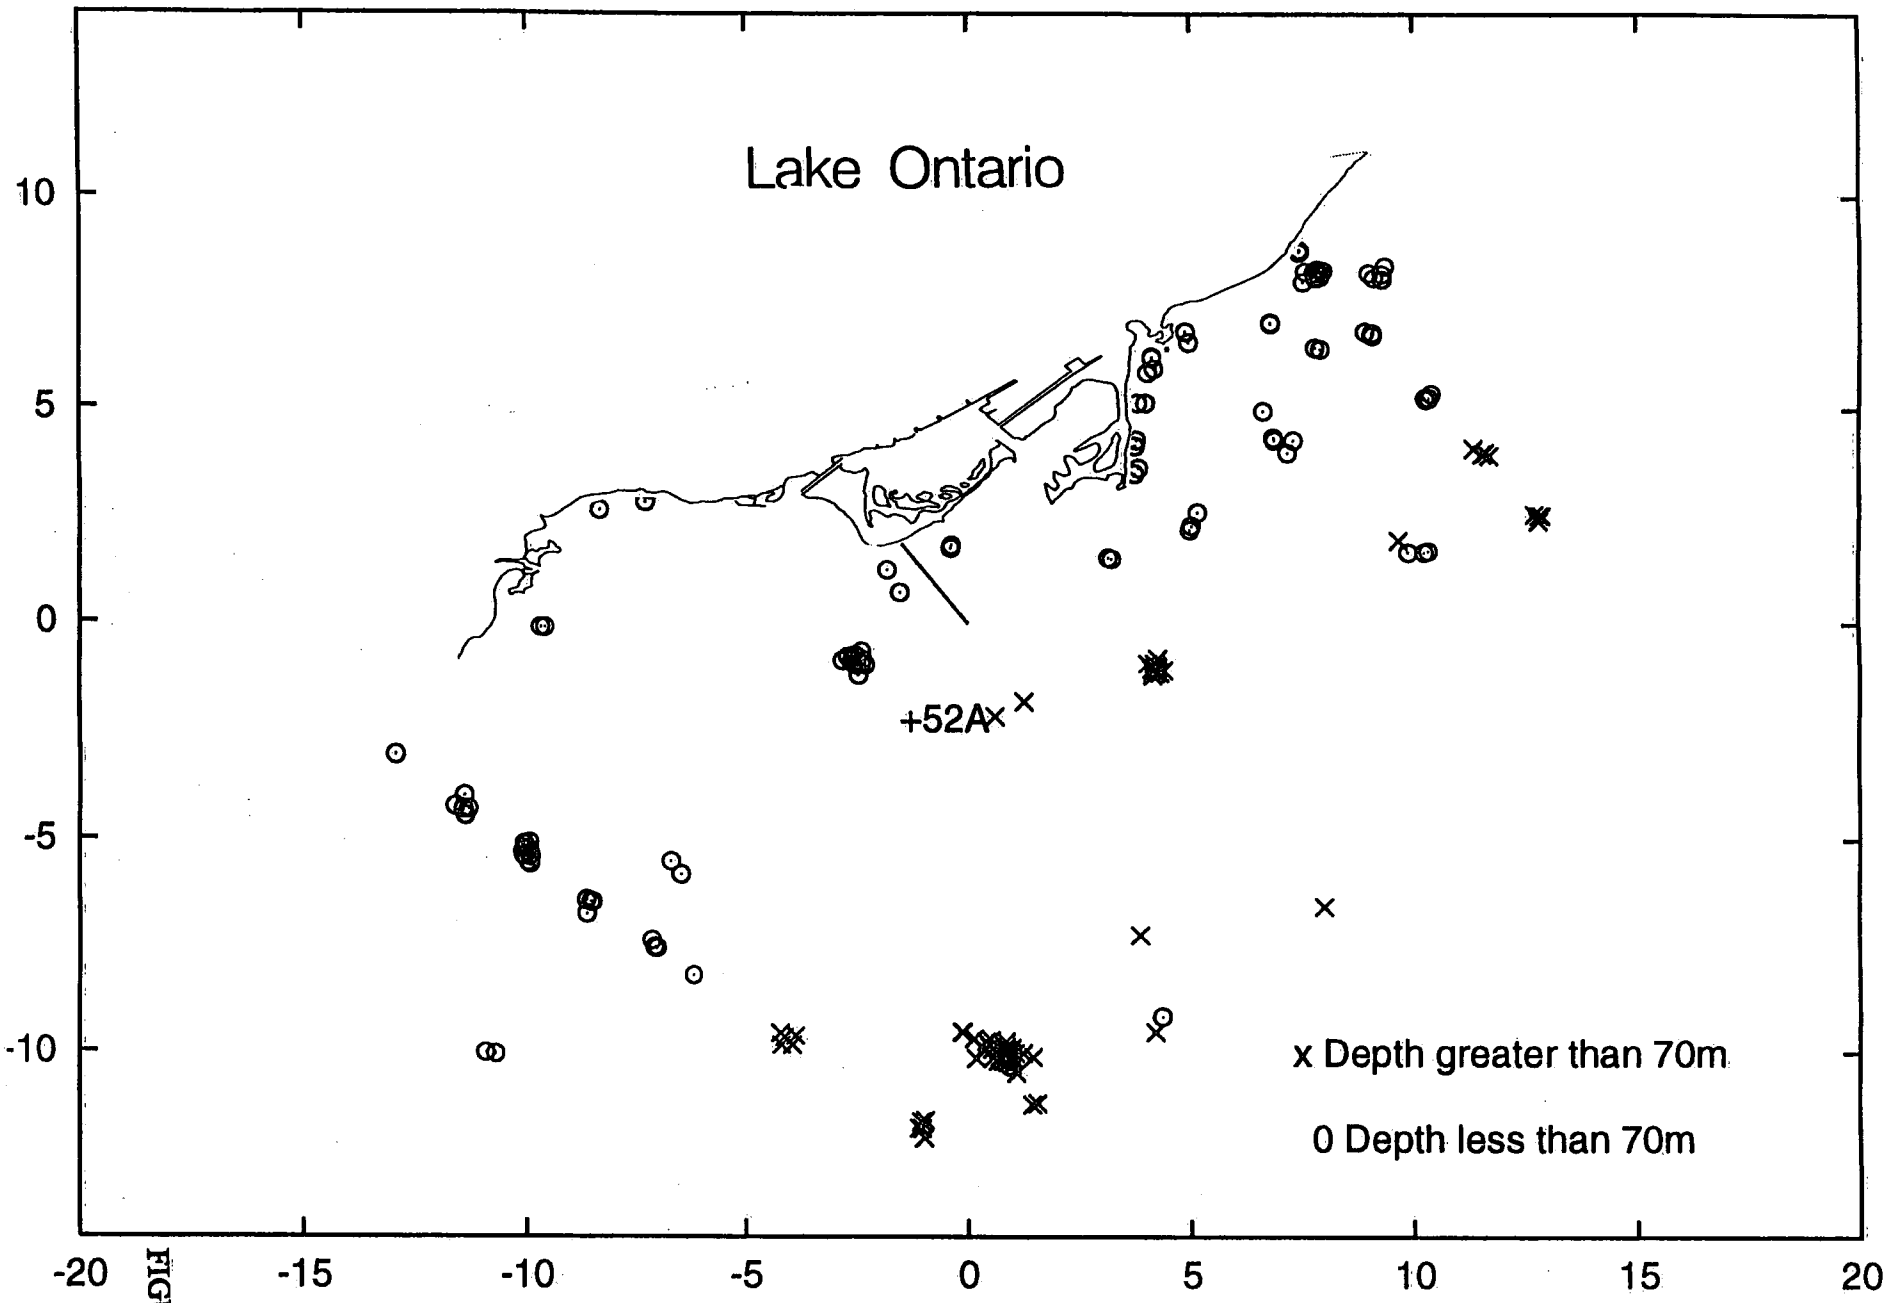 Lake Ontario
10
5
0
-5
-10
+52A
x Depth greater than 70m
0 Depth less than 70m
-20 -15 -10 -5 0 5 10 15 20
FIG